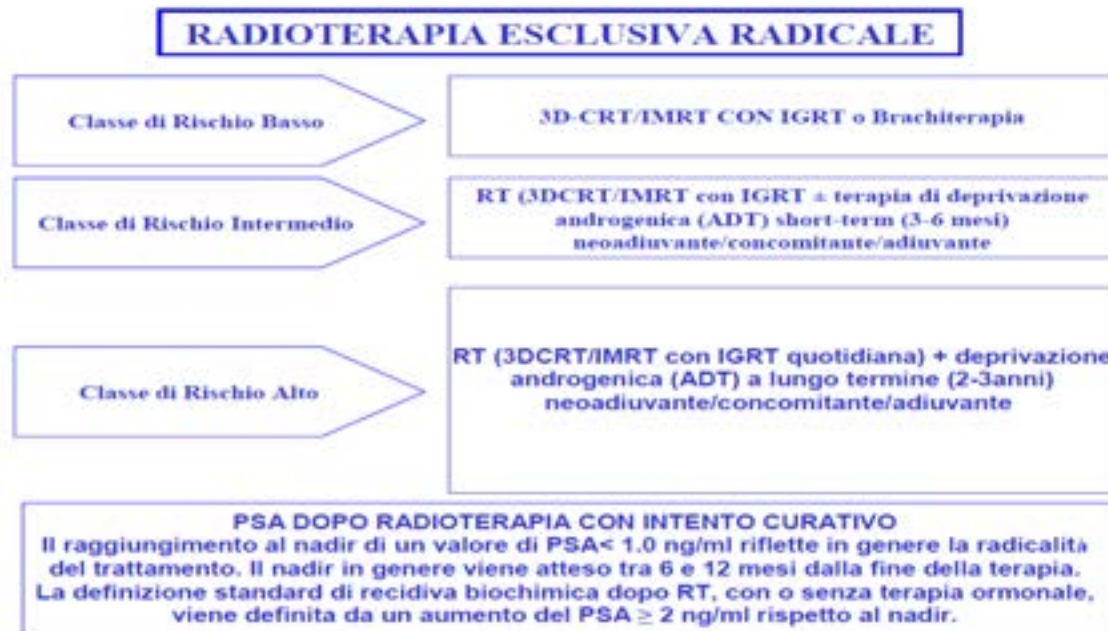 RADIOTERAPIA ESCLUSIVA RADICALE
Classe di Rischio Basso
3D-CRT/IMRT CON IGRT o Brachiterapia
Classe di Rischio Intermedio
RT (3DCRT/IMRT con IGRT ± terapia di deprivazione
androgenica (ADT) short-term (3-6 mesi)
neoadiuvante/concomitante/adiuvante
Classe di Rischio Alto
RT (3DCRT/IMRT con IGRT quotidiana) + deprivazione
androgenica (ADT) a lungo termine (2-3anni)
neoadiuvante/concomitante/adiuvante
PSA DOPO RADIOTERAPIA CON INTENTO CURATIVO
Il raggiungimento al nadir di un valore di PSA< 1.0 ng/ml riflette in genere la radicalità
del trattamento. Il nadir in genere viene atteso tra 6 e 12 mesi dalla fine della terapia.
La definizione standard di recidiva biochimica dopo RT, con o senza terapia ormonale,
viene definita da un aumento del PSA ≥ 2 ng/ml rispetto al nadir.